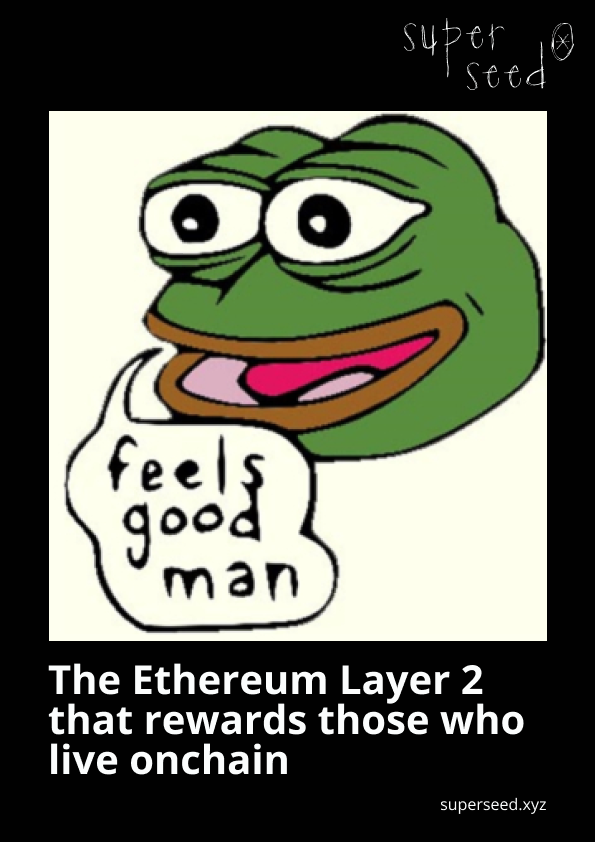 super
seed
feels
good
man
The Ethereum Layer 2
that rewards those who
live onchain
superseed.xyz